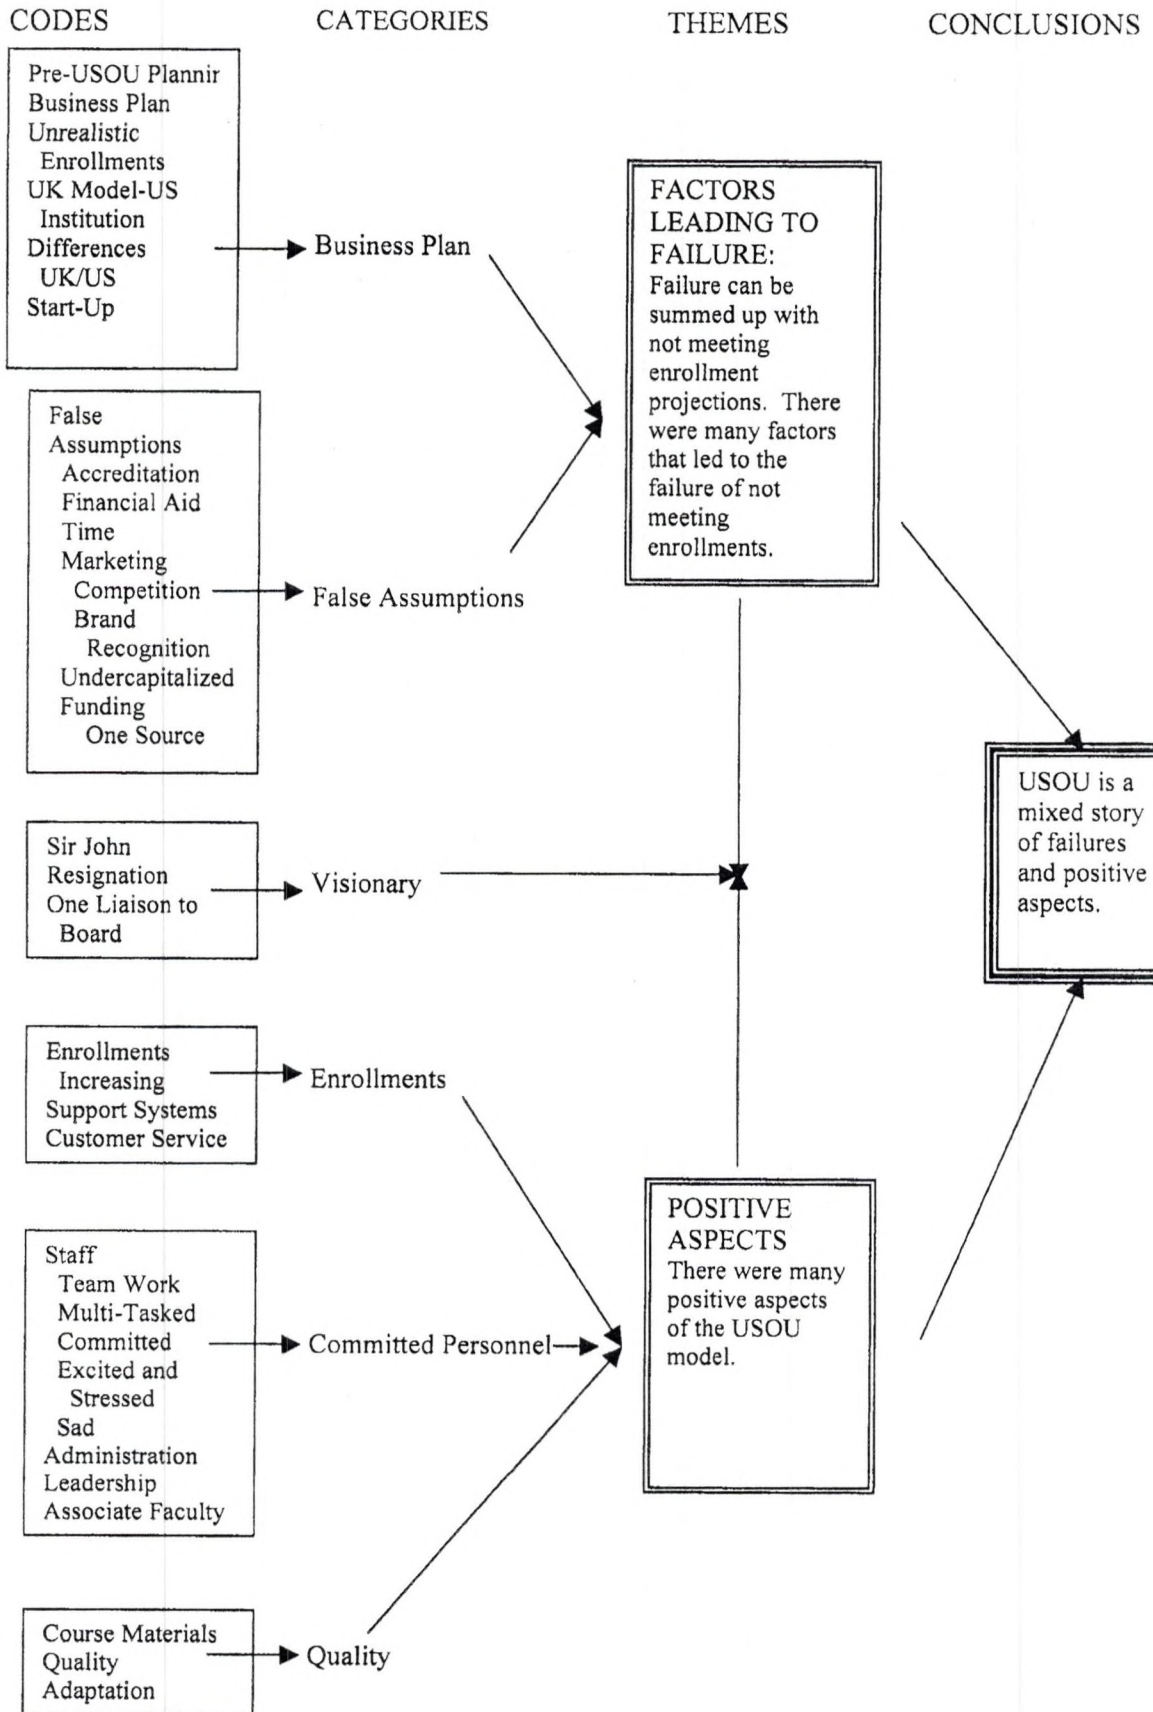 CODES CATEGORIES THEMES CONCLUSIONS
Pre-USOU Plannir
Business Plan
Unrealistic
Enrollments
UK Model-US
Institution
Differences
UK/US
Start-Up
Business Plan
False
Assumptions
Accreditation
Financial Aid
Time
Marketing
Competition
Brand
Recognition
Undercapitalized
Funding
One Source
False Assumptions
FACTORS
LEADING TO
FAILURE:
Failure can be
summed up with
not meeting
enrollment
projections. There
were many factors
that led to the
failure of not
meeting
enrollments.
Sir John
Resignation
One Liaison to
Board
Visionary
USOU is a
mixed story
of failures
and positive
aspects.
Enrollments
Increasing
Support Systems
Customer Service
Enrollments
Staff
Team Work
Multi-Tasked
Committed
Excited and
Stressed
Sad
Administration
Leadership
Associate Faculty
Committed Personnel
POSITIVE
ASPECTS
There were many
positive aspects
of the USOU
model.
Course Materials
Quality
Adaptation
Quality